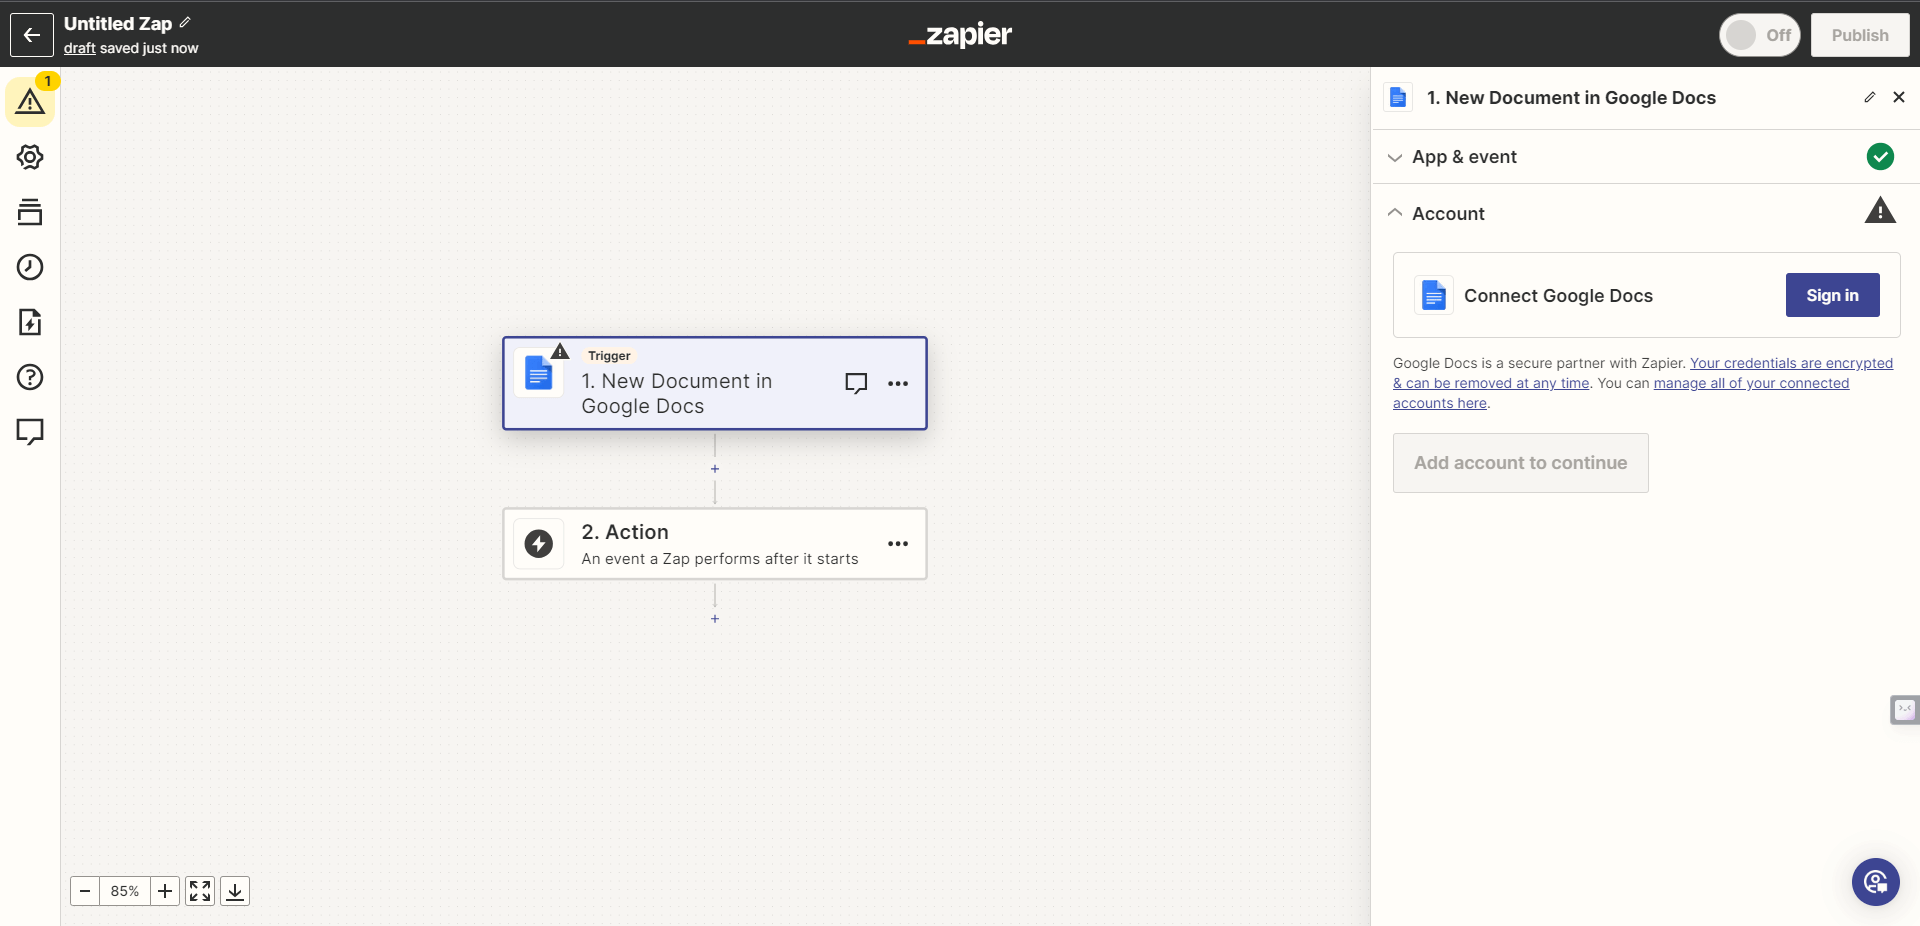 Untitled Zap
draft saved just now
zapier
Off
Publish
1
1. New Document in Google Docs
App & event
Account
Connect Google Docs
Sign in
Google Docs is a secure partner with Zapier. Your credentials are encrypted
& can be removed at any time. You can manage all of your connected
accounts here.
Add account to continue
Trigger
1. New Document in
Google Docs
2. Action
An event a Zap performs after it starts
85%